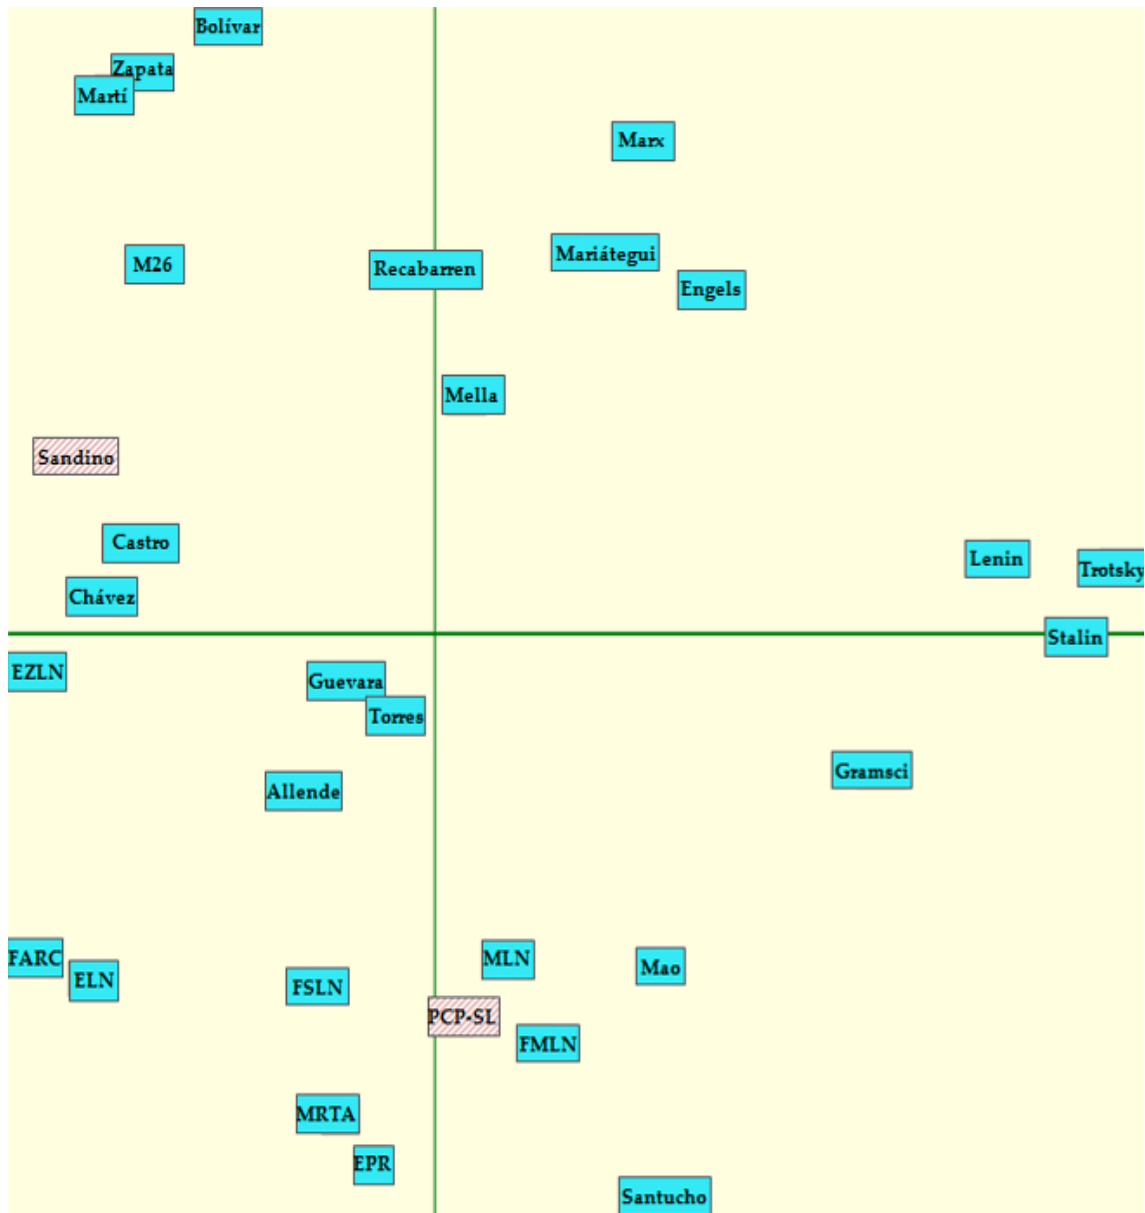 Bolívar
Zapata
Martí
Marx
M26
Recabarren
Mariátegui
Engels
Mella
Sandino
Castro
Lenin
Trotsky
Chávez
Stalin
EZLN
Guevara
Torres
Gramsci
Allende
FARC
MLN
Mao
ELN
FSLN
PCP-SL
FMLN
MRTA
EPR
Santucho